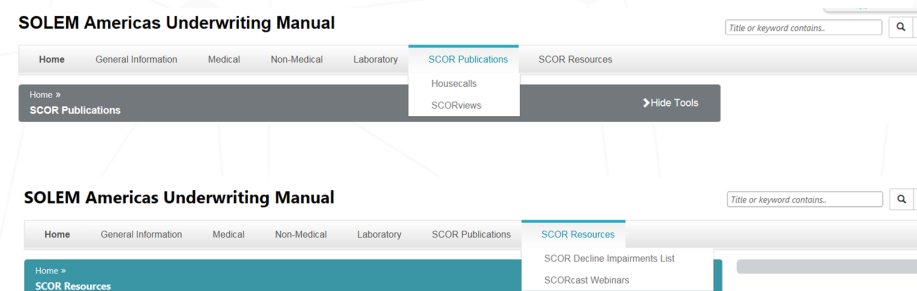 SOLEM Americas Underwriting Manual
Title or keyword contains..
Home General Information Medical Non-Medical Laboratory SCOR Publications SCOR Resources
Housecalls
SCORviews
Home »
SCOR Publications
Hide Tools
SOLEM Americas Underwriting Manual
Title or keyword contains..
Home General Information Medical Non-Medical Laboratory SCOR Publications SCOR Resources
SCOR Decline Impairments List
SCORcast Webinars
Home »
SCOR Resources